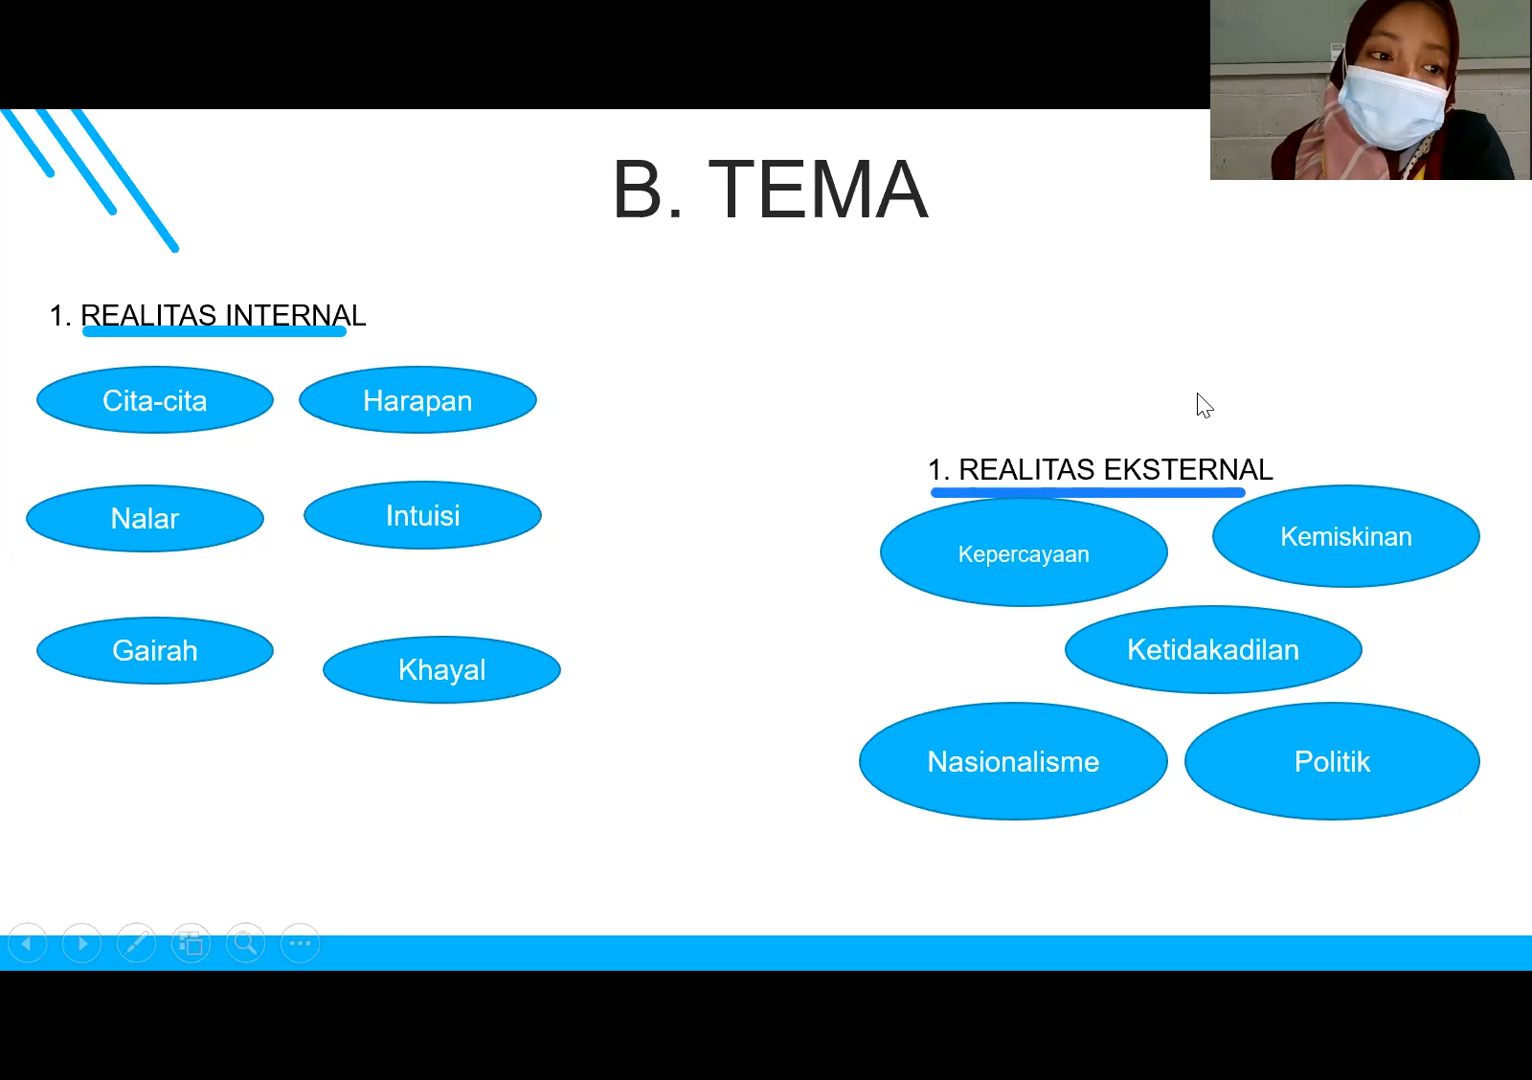 B. TEMA
1. REALITAS INTERNAL
Cita-cita
Harapan
Nalar
Intuisi
Gairah
Khayal
1. REALITAS EKSTERNAL
Kepercayaan
Kemiskinan
Ketidakadilan
Nasionalisme
Politik